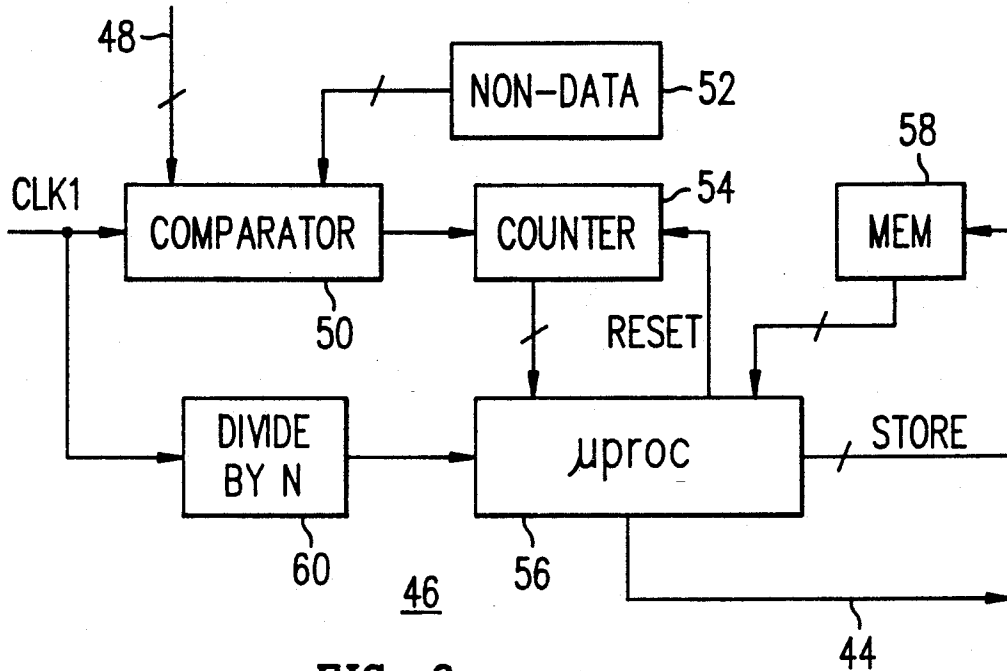 48
NON-DATA
52
58
CLK1
54
COMPARATOR
COUNTER
MEM
50
RESET
DIVIDE
BY N
μproc
STORE
60
56
46
44